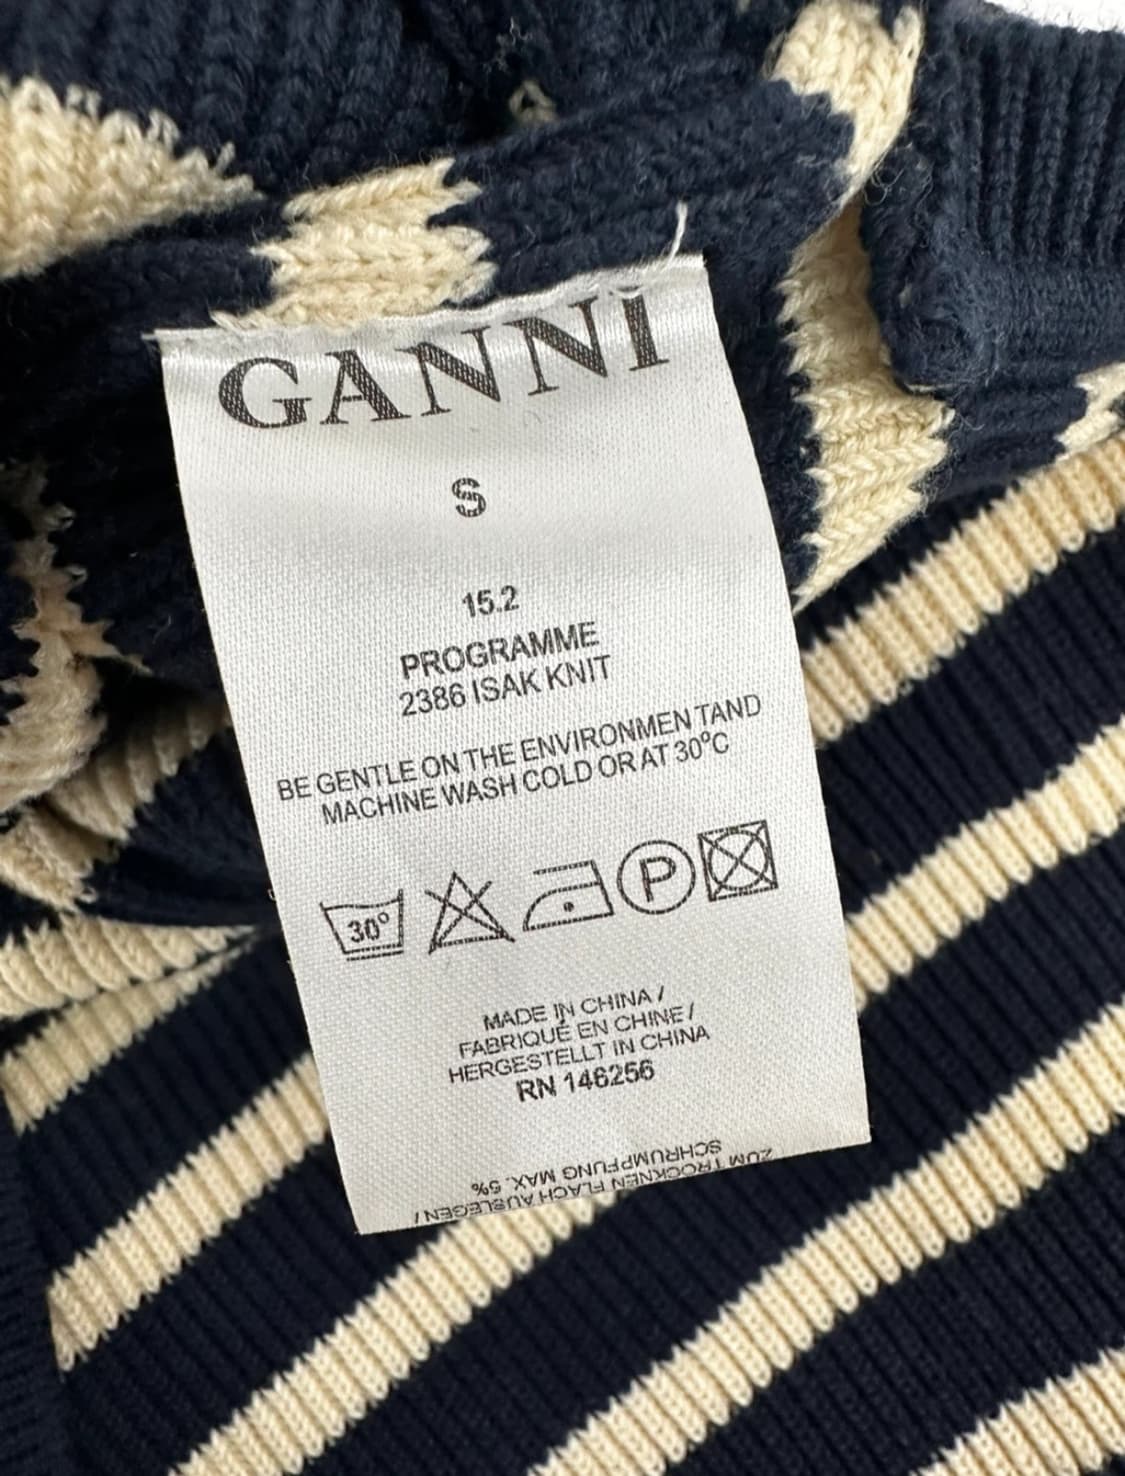 GANNI
S
15.2
PROGRAMME
2386 ISAK KNIT
BE GENTLE ON THE ENVIRONMEN TAND
MACHINE WASH COLD OR AT 30°C
30° P
MADE IN CHINA /
FABRIQUÉ EN CHINE /
HERGESTELLT IN CHINA
RN 146256
ZUM TROCKNEN FLACH AUSLEGEN /
SCHRUMPFUNG MAX. 5%